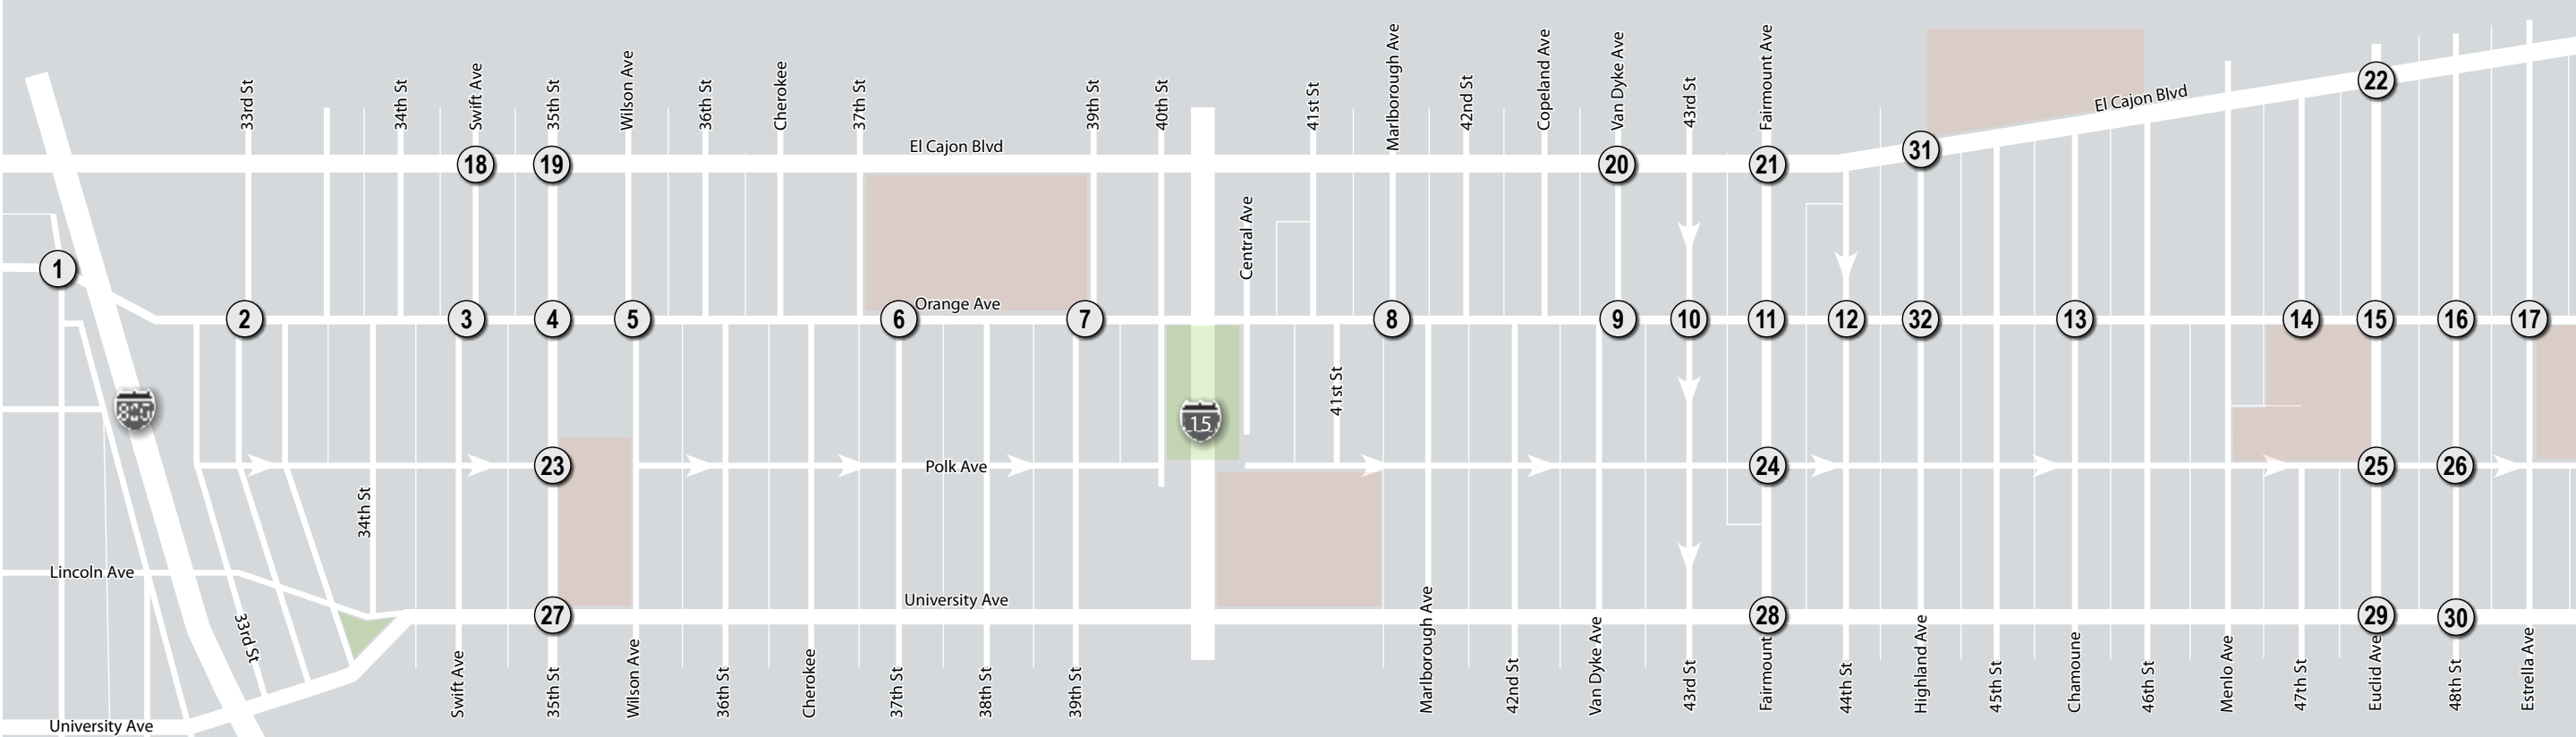 33rd St
34th St
Swift Ave
35th St
Wilson Ave
36th St
Cherokee
37th St
39th St
40th St
41st St
Marlborough Ave
42nd St
Copeland Ave
Van Dyke Ave
43rd St
Fairmount Ave
El Cajon Blvd
22
El Cajon Blvd
18
19
20
21
31
Central Ave
1
Orange Ave
2
3
4
5
6
7
8
9
10
11
12
32
13
14
15
16
17
41st St
805
15
23
Polk Ave
24
25
26
34th St
Lincoln Ave
University Ave
27
28
29
30
33rd St
Swift Ave
35th St
Wilson Ave
36th St
Cherokee
37th St
38th St
39th St
Marlborough Ave
42nd St
Van Dyke Ave
43rd St
Fairmount
44th St
Highland Ave
45th St
Chamoune
46th St
Menlo Ave
47th St
Euclid Ave
48th St
Estrella Ave
University Ave